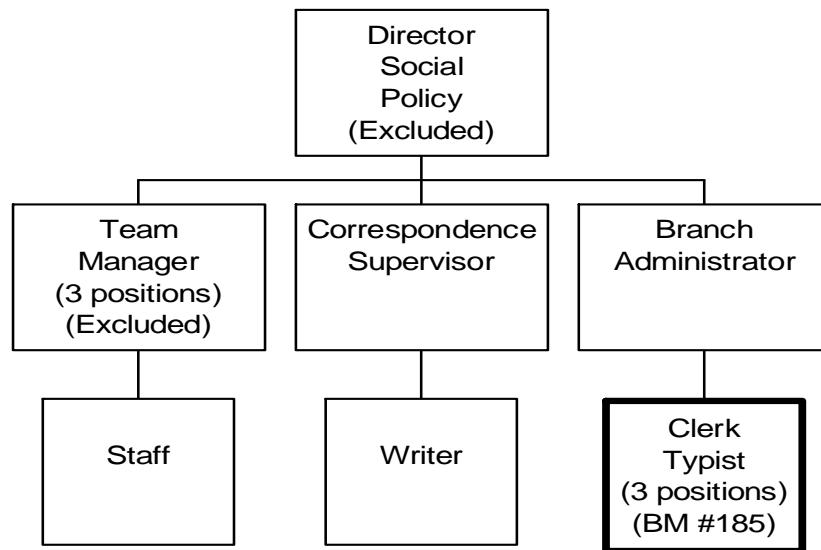 Director
Social
Policy
(Excluded)
Team
Manager
(3 positions)
(Excluded)
Correspondence
Supervisor
Branch
Administrator
Staff
Writer
Clerk
Typist
(3 positions)
(BM #185)